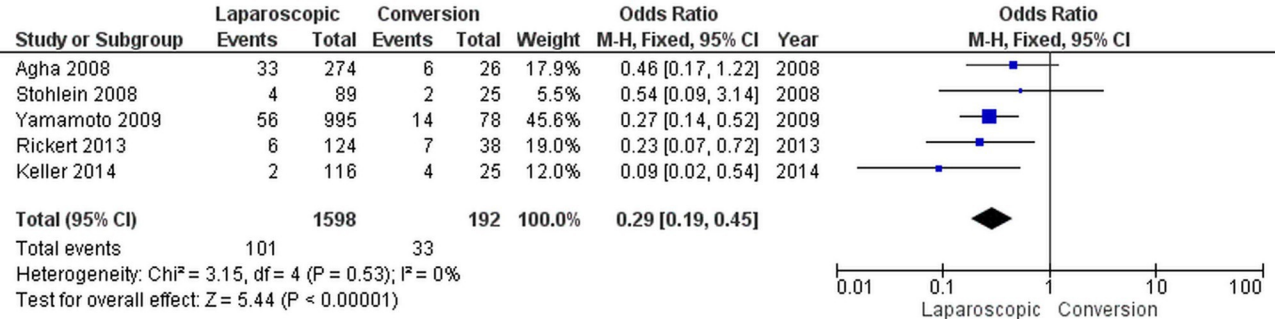 Laparoscopic Conversion Odds Ratio Odds Ratio
Study or Subgroup Events Total Events Total Weight M-H, Fixed, 95% CI Year M-H, Fixed, 95% CI
Agha 2008 33 274 6 26 17.9% 0.46 [0.17, 1.22] 2008
Stohlein 2008 4 89 2 25 5.5% 0.54 [0.09, 3.14] 2008
Yamamoto 2009 56 995 14 78 45.6% 0.27 [0.14, 0.52] 2009
Rickert 2013 6 124 7 38 19.0% 0.23 [0.07, 0.72] 2013
Keller 2014 2 116 4 25 12.0% 0.09 [0.02, 0.54] 2014
Total (95% CI) 1598 192 100.0% 0.29 [0.19, 0.45]
Total events 101 33
Heterogeneity: Chi² = 3.15, df = 4 (P = 0.53); I² = 0%
Test for overall effect: Z = 5.44 (P < 0.00001)
0.01 0.1 1 10 100
Laparoscopic Conversion